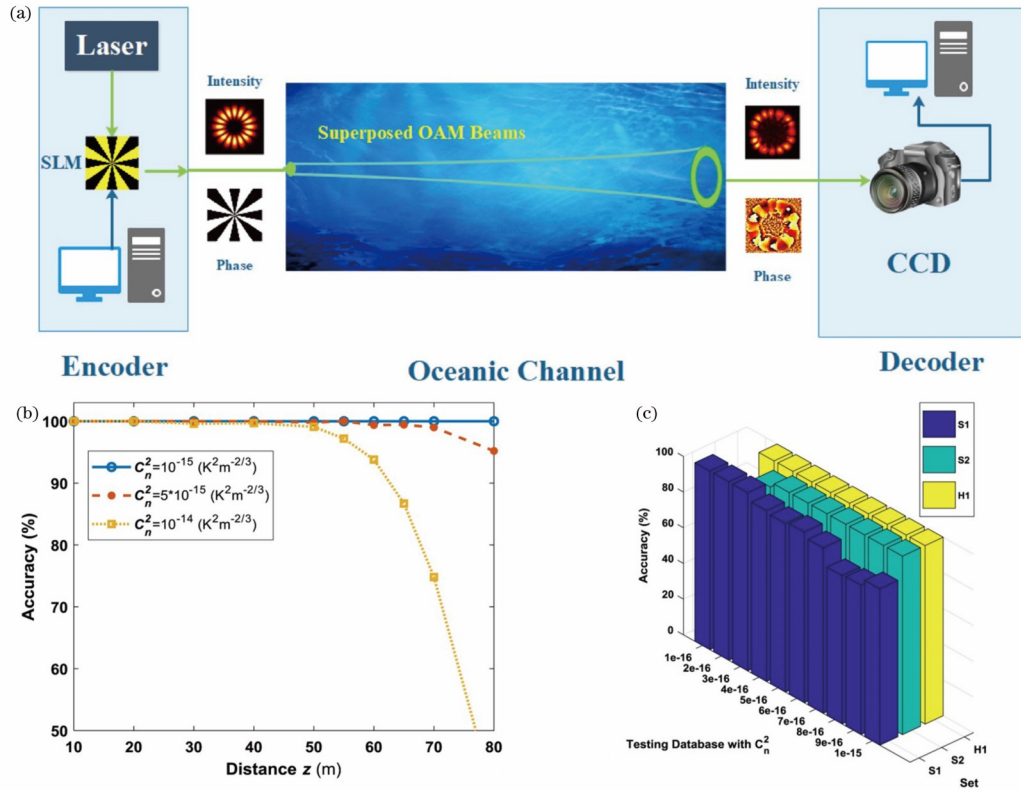 (a)
Laser
SLM
Intensity
Phase
Superposed OAM Beams
Intensity
Phase
CCD
Encoder
Oceanic Channel
Decoder
(b)
100
90
80
70
60
50
10 20 30 40 50 60 70 80
Accuracy (%)
Distance z (m)
C²ₙ=10⁻¹⁵ (K²m⁻²/³)
C²ₙ=5*10⁻¹⁵ (K²m⁻²/³)
C²ₙ=10⁻¹⁴ (K²m⁻²/³)
(c)
S1
S2
H1
100
80
60
40
20
0
Accuracy (%)
1e-16
2e-16
3e-16
4e-16
5e-16
6e-16
7e-16
8e-16
9e-16
1e-15
Testing Database with C²ₙ
S1
S2
H1
Set